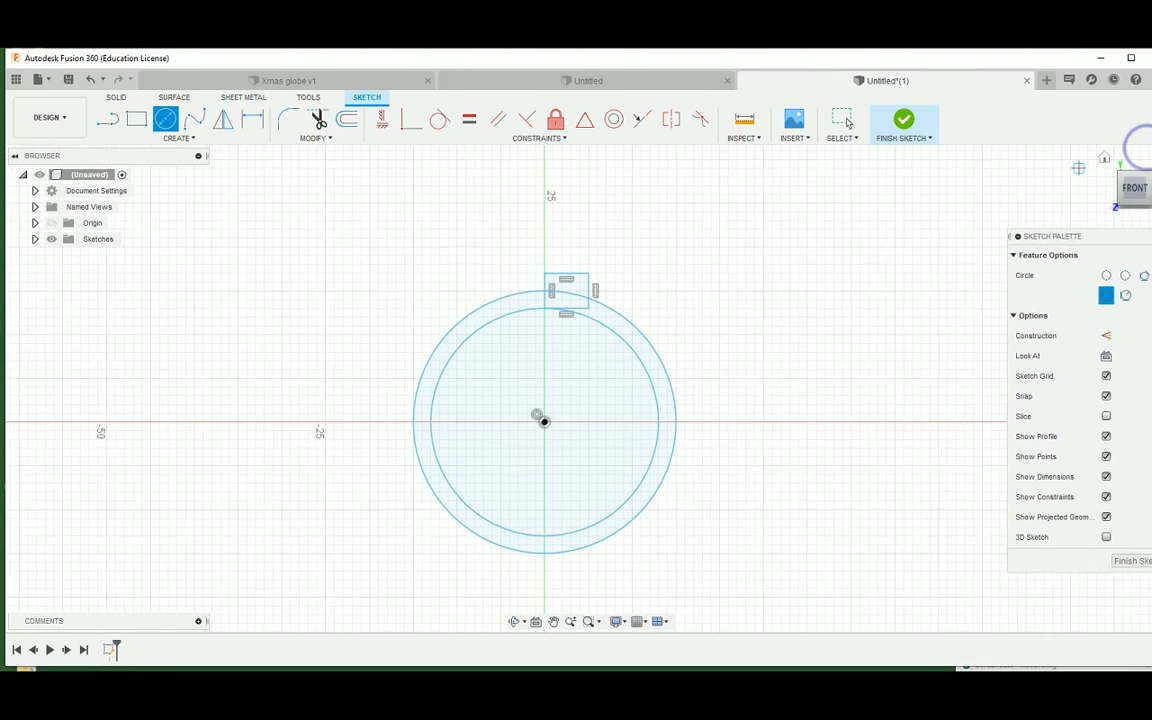 Autodesk Fusion 360 (Education License)
Xmas globe v1
Untitled
Untitled*(1)
SOLID
SURFACE
SHEET METAL
TOOLS
SKETCH
DESIGN
CREATE
MODIFY
CONSTRAINTS
INSPECT
INSERT
SELECT
FINISH SKETCH
BROWSER
(Unsaved)
Document Settings
Named Views
Origin
Sketches
25
Y
FRONT
Z
SKETCH PALETTE
Feature Options
Circle
Options
Construction
Look At
Sketch Grid
Snap
Slice
Show Profile
Show Points
Show Dimensions
Show Constraints
Show Projected Geom...
3D Sketch
Finish Ske
-50
-25
COMMENTS